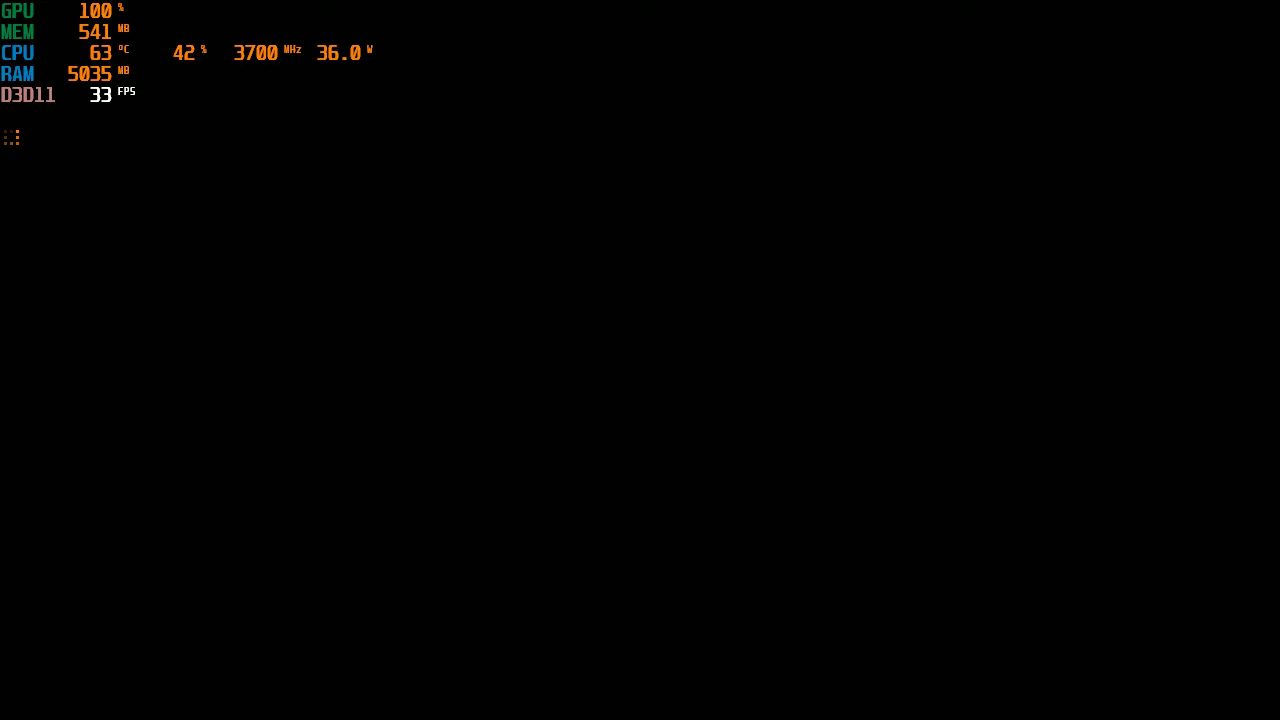 GPU 100 %
MEM 541 MB
CPU 63 °C 42 % 3700 MHz 36.0 W
RAM 5035 MB
D3D11 33 FPS